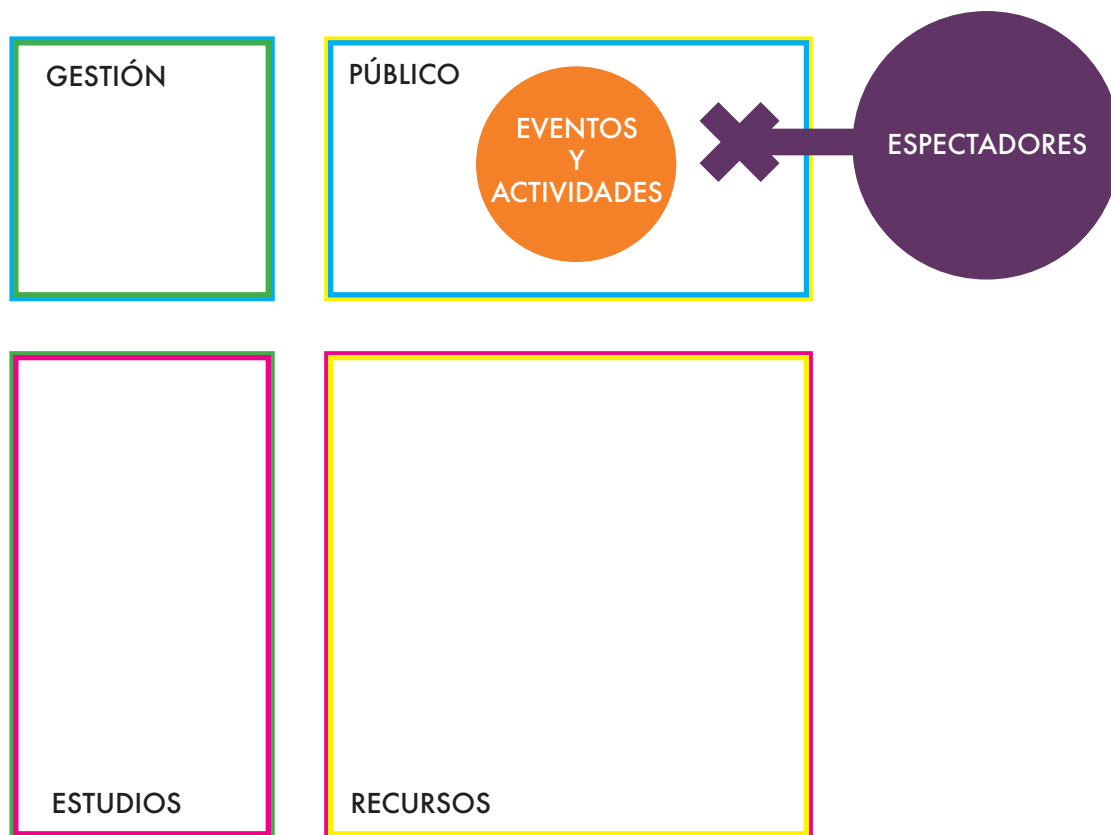 GESTIÓN
PÚBLICO
EVENTOS
Y
ACTIVIDADES
ESPECTADORES
ESTUDIOS
RECURSOS